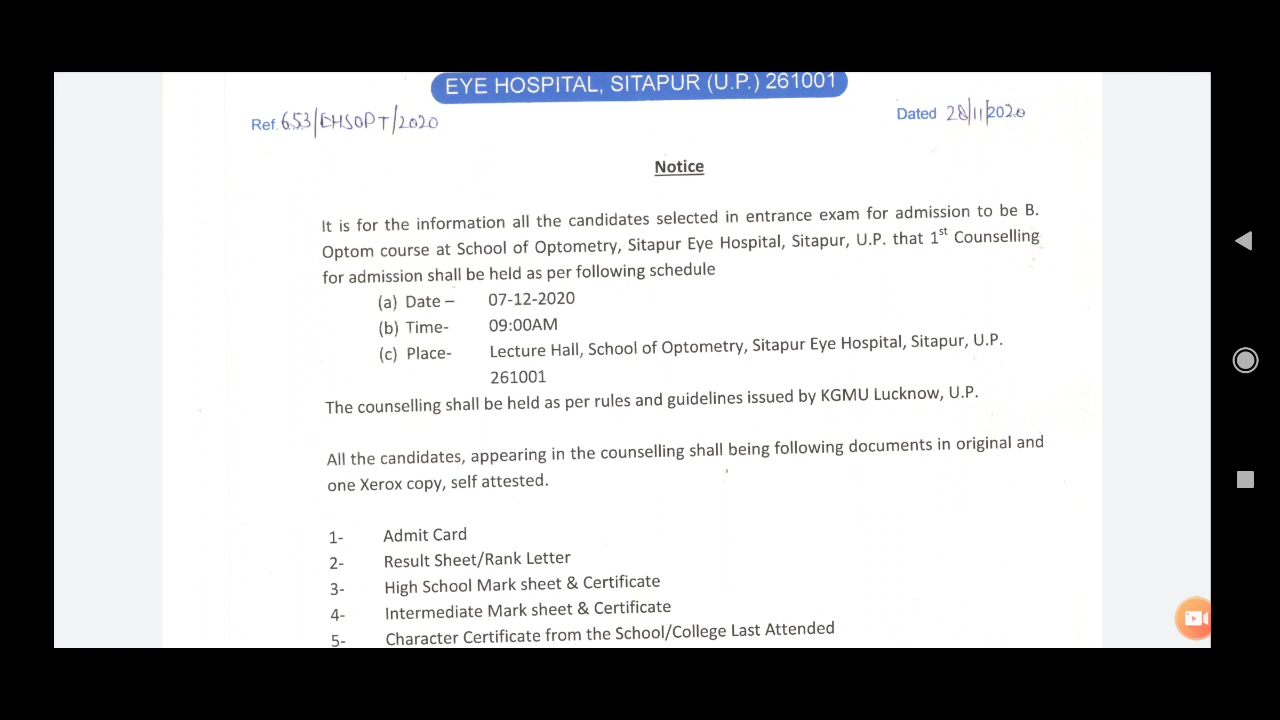 EYE HOSPITAL, SITAPUR (U.P.) 261001
Ref. 653/EHSOPT/2020
Dated 28/11/2020
Notice
It is for the information all the candidates selected in entrance exam for admission to be B.
Optom course at School of Optometry, Sitapur Eye Hospital, Sitapur, U.P. that 1st Counselling
for admission shall be held as per following schedule
(a) Date – 07-12-2020
(b) Time- 09:00AM
(c) Place- Lecture Hall, School of Optometry, Sitapur Eye Hospital, Sitapur, U.P.
261001
The counselling shall be held as per rules and guidelines issued by KGMU Lucknow, U.P.
All the candidates, appearing in the counselling shall being following documents in original and
one Xerox copy, self attested.
1- Admit Card
2- Result Sheet/Rank Letter
3- High School Mark sheet & Certificate
4- Intermediate Mark sheet & Certificate
5- Character Certificate from the School/College Last Attended